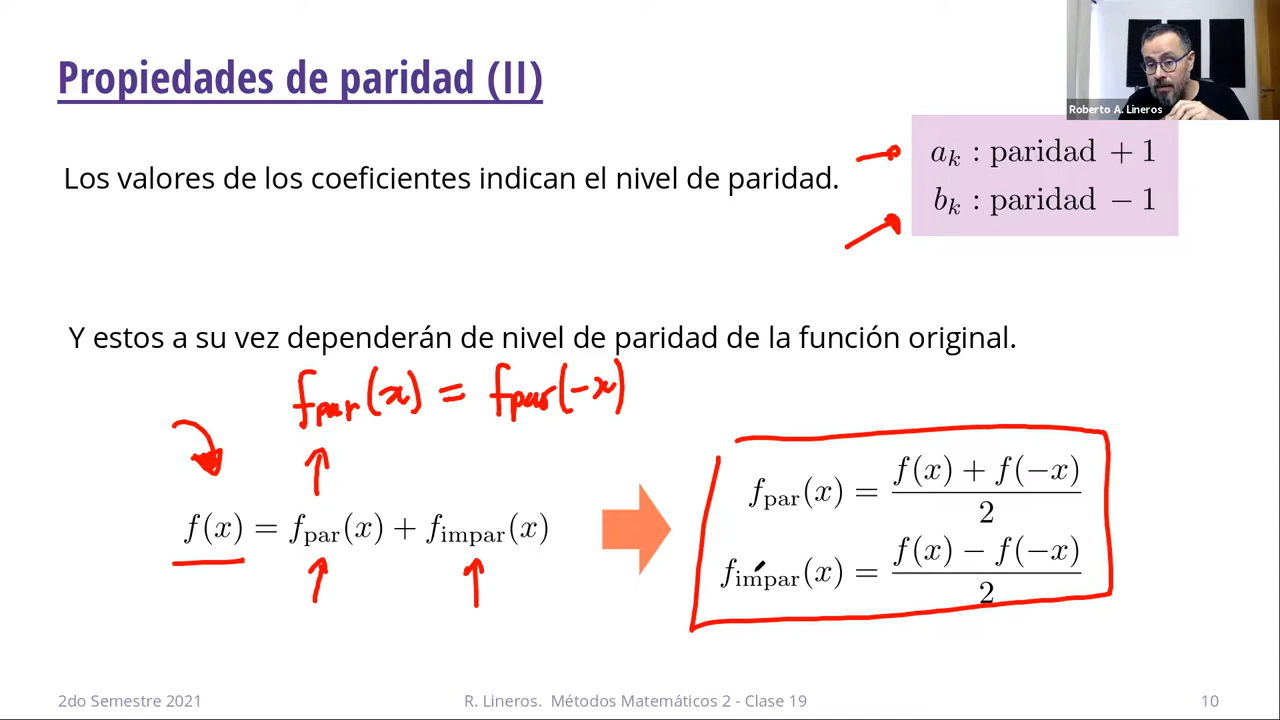 Propiedades de paridad (II)
Roberto A. Lineros
Los valores de los coeficientes indican el nivel de paridad.
a_k : paridad + 1
b_k : paridad − 1
Y estos a su vez dependerán de nivel de paridad de la función original.
f_par(x) = f_par(−x)
f(x) = f_par(x) + f_impar(x)
f_par(x) = (f(x) + f(−x))/2
f_impar(x) = (f(x) − f(−x))/2
2do Semestre 2021
R. Lineros. Métodos Matemáticos 2 - Clase 19
10